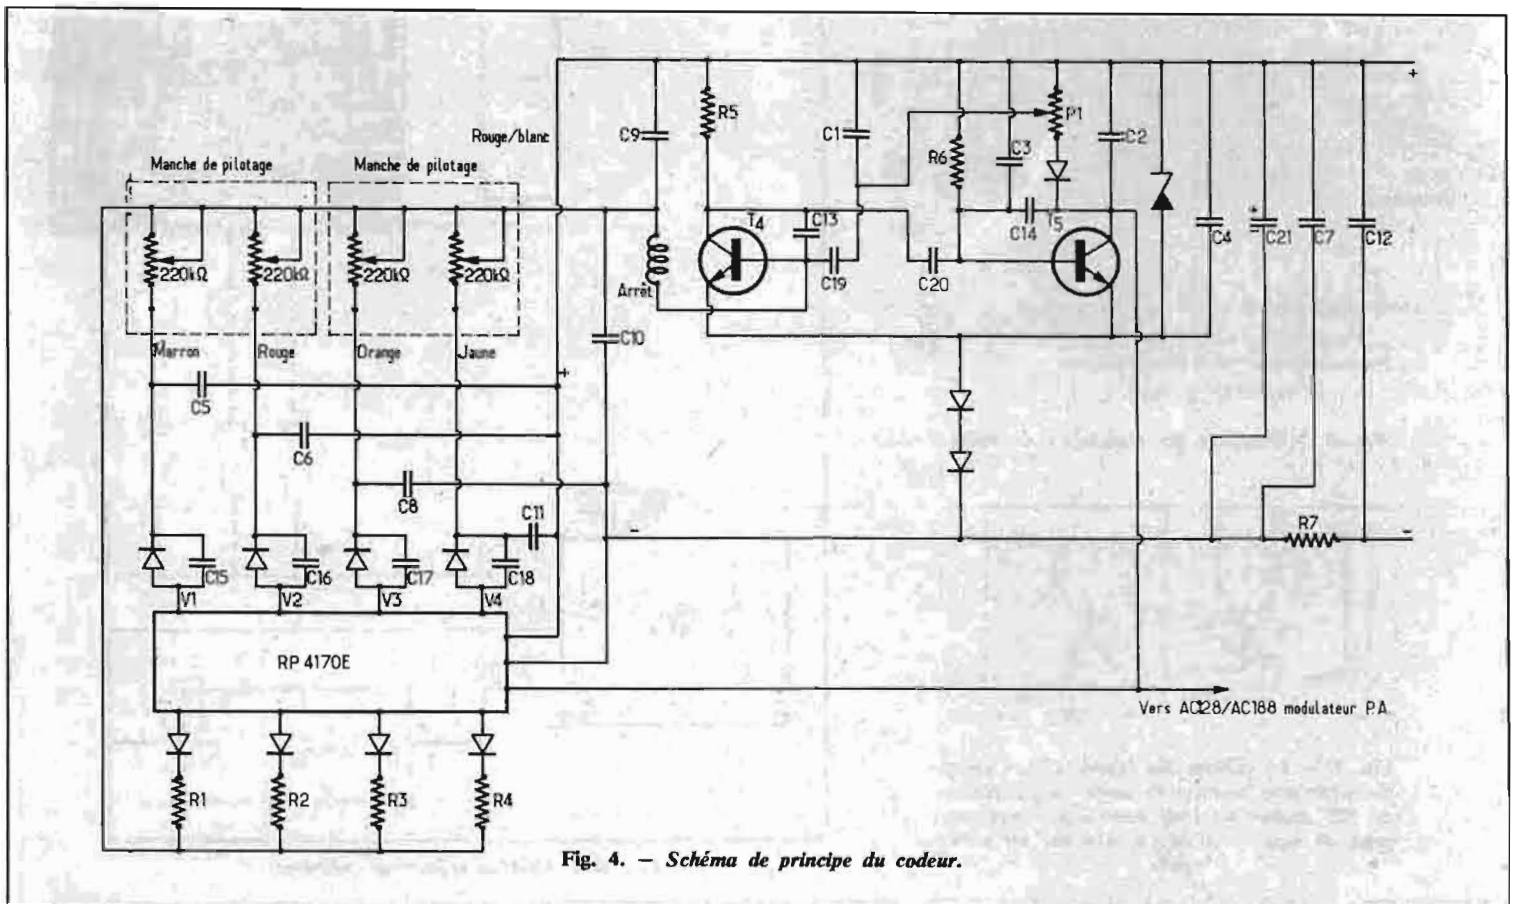 +
C9
R5
C1
R6
C3
P1
C2
Rouge/blanc
Manche de pilotage
Manche de pilotage
T4
C13
C14
T5
C4
+
C21
C7
C12
220kΩ
220kΩ
220kΩ
220kΩ
Arrêt
C19
C20
C10
Marron
Rouge
Orange
Jaune
+
C5
C6
C8
C11
-
R7
-
C15
C16
C17
C18
V1
V2
V3
V4
RP 4170E
Vers AC128/AC188 modulateur P.A.
R1
R2
R3
R4
Fig. 4. — Schéma de principe du codeur.